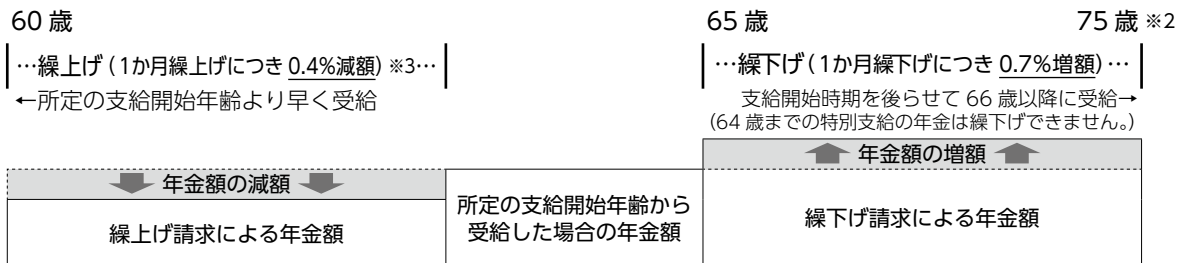 60 歳
65 歳
75 歳 ※2
…繰上げ(1か月繰上げにつき 0.4%減額)※3…
←所定の支給開始年齢より早く受給
…繰下げ(1か月繰下げにつき 0.7%増額)…
支給開始時期を後らせて 66 歳以降に受給→
(64 歳までの特別支給の年金は繰下げできません。)
年金額の減額
繰上げ請求による年金額
所定の支給開始年齢から
受給した場合の年金額
年金額の増額
繰下げ請求による年金額